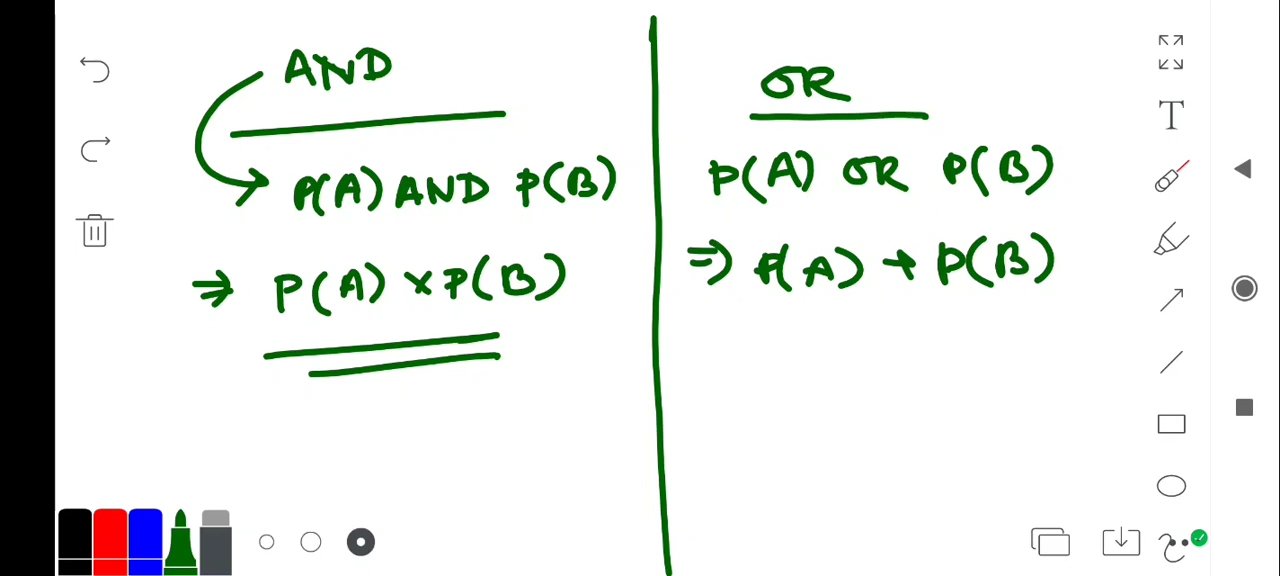 AND
P(A) AND P(B)
⇒ P(A) × P(B)
OR
P(A) OR P(B)
⇒ P(A) + P(B)
T